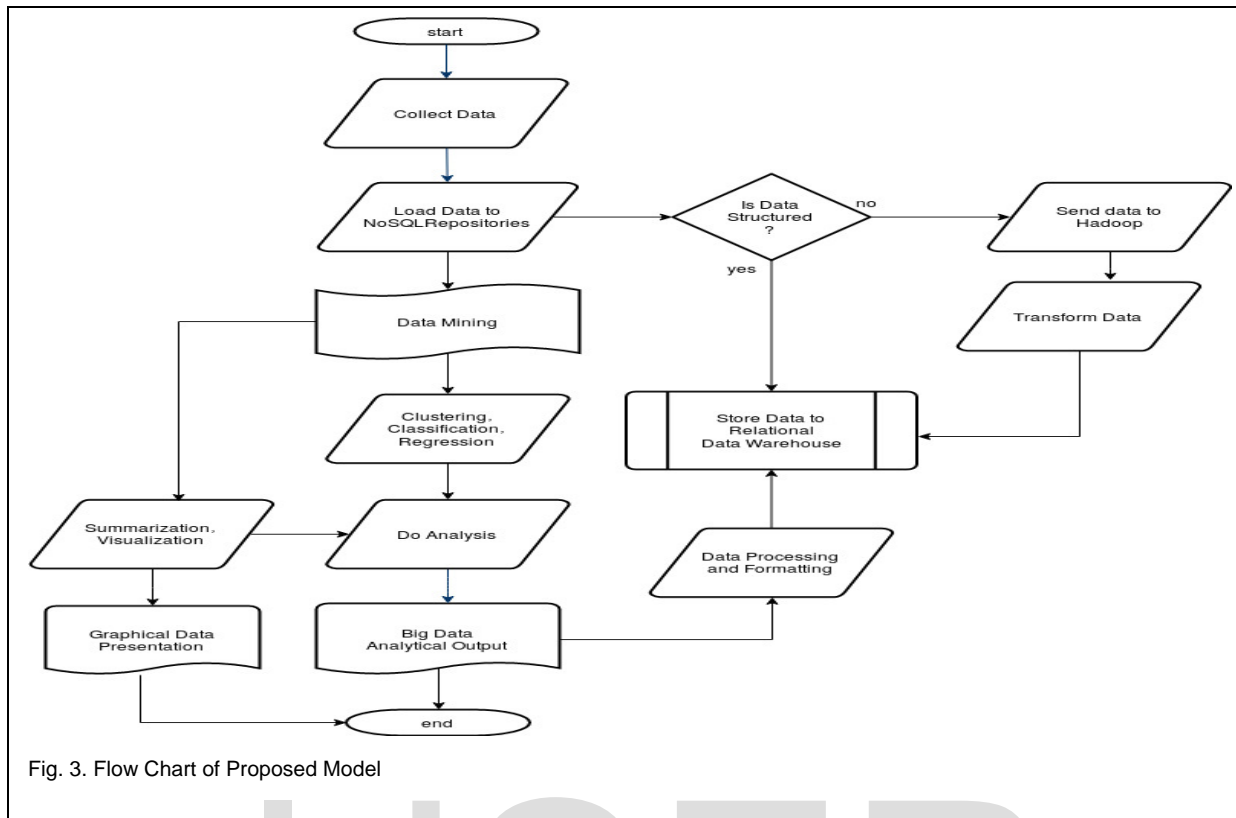 start
Collect Data
Load Data to
NoSQLRepositories
Is Data
Structured
?
no
yes
Send data to
Hadoop
Transform Data
Data Mining
Clustering,
Classification,
Regression
Store Data to
Relational
Data Warehouse
Summarization,
Visualization
Do Analysis
Data Processing
and Formatting
Graphical Data
Presentation
Big Data
Analytical Output
end
Fig. 3. Flow Chart of Proposed Model